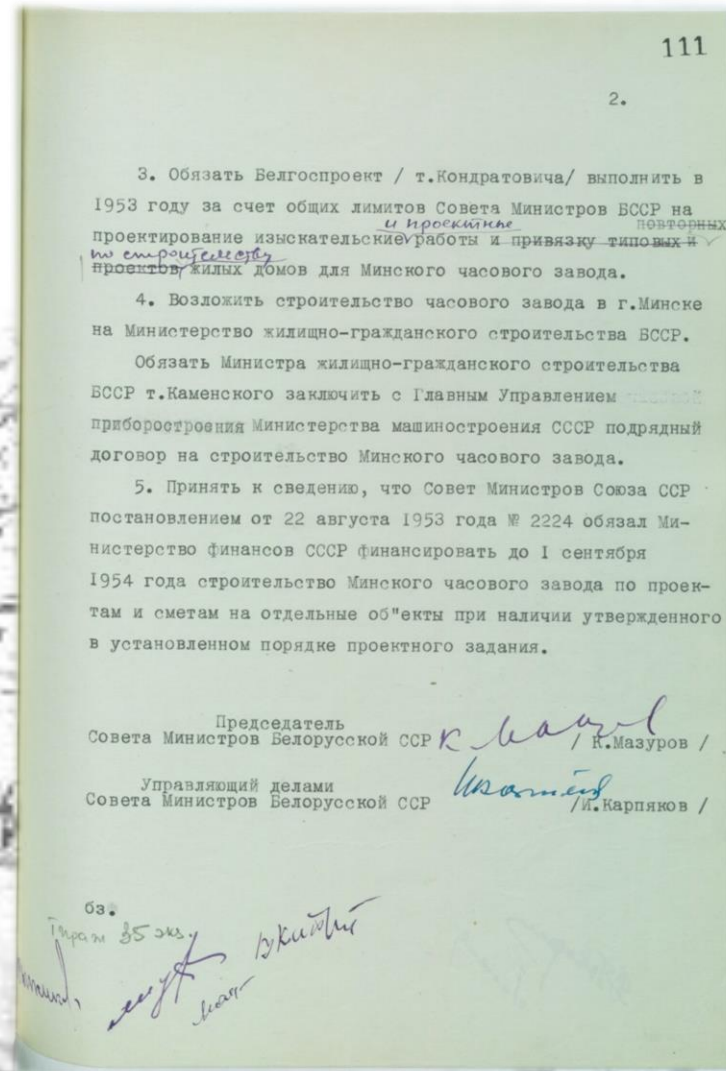 111
2.
3. Обязать Белгоспроект / т.Кондратовича/ выполнить в
1953 году за счет общих лимитов Совета Министров БССР на
и проектные повторных
проектирование изыскательские работы и привязку типовых и
по строительству
проектов, жилых домов для Минского часового завода.
4. Возложить строительство часового завода в г.Минске
на Министерство жилищно-гражданского строительства БССР.
Обязать Министра жилищно-гражданского строительства
БССР т.Каменского заключить с Главным Управлением
приборостроения Министерства машиностроения СССР подрядный
договор на строительство Минского часового завода.
5. Принять к сведению, что Совет Министров Союза ССР
постановлением от 22 августа 1953 года № 2224 обязал Ми-
нистерство финансов СССР финансировать до I сентября
1954 года строительство Минского часового завода по проек-
там и сметам на отдельные об"екты при наличии утвержденного
в установленном порядке проектного задания.
Председатель
Совета Министров Белорусской ССР К Мазуров / К.Мазуров /
Управляющий делами
Совета Министров Белорусской ССР /И.Карпяков /
бз.
Тираж 35 экз.